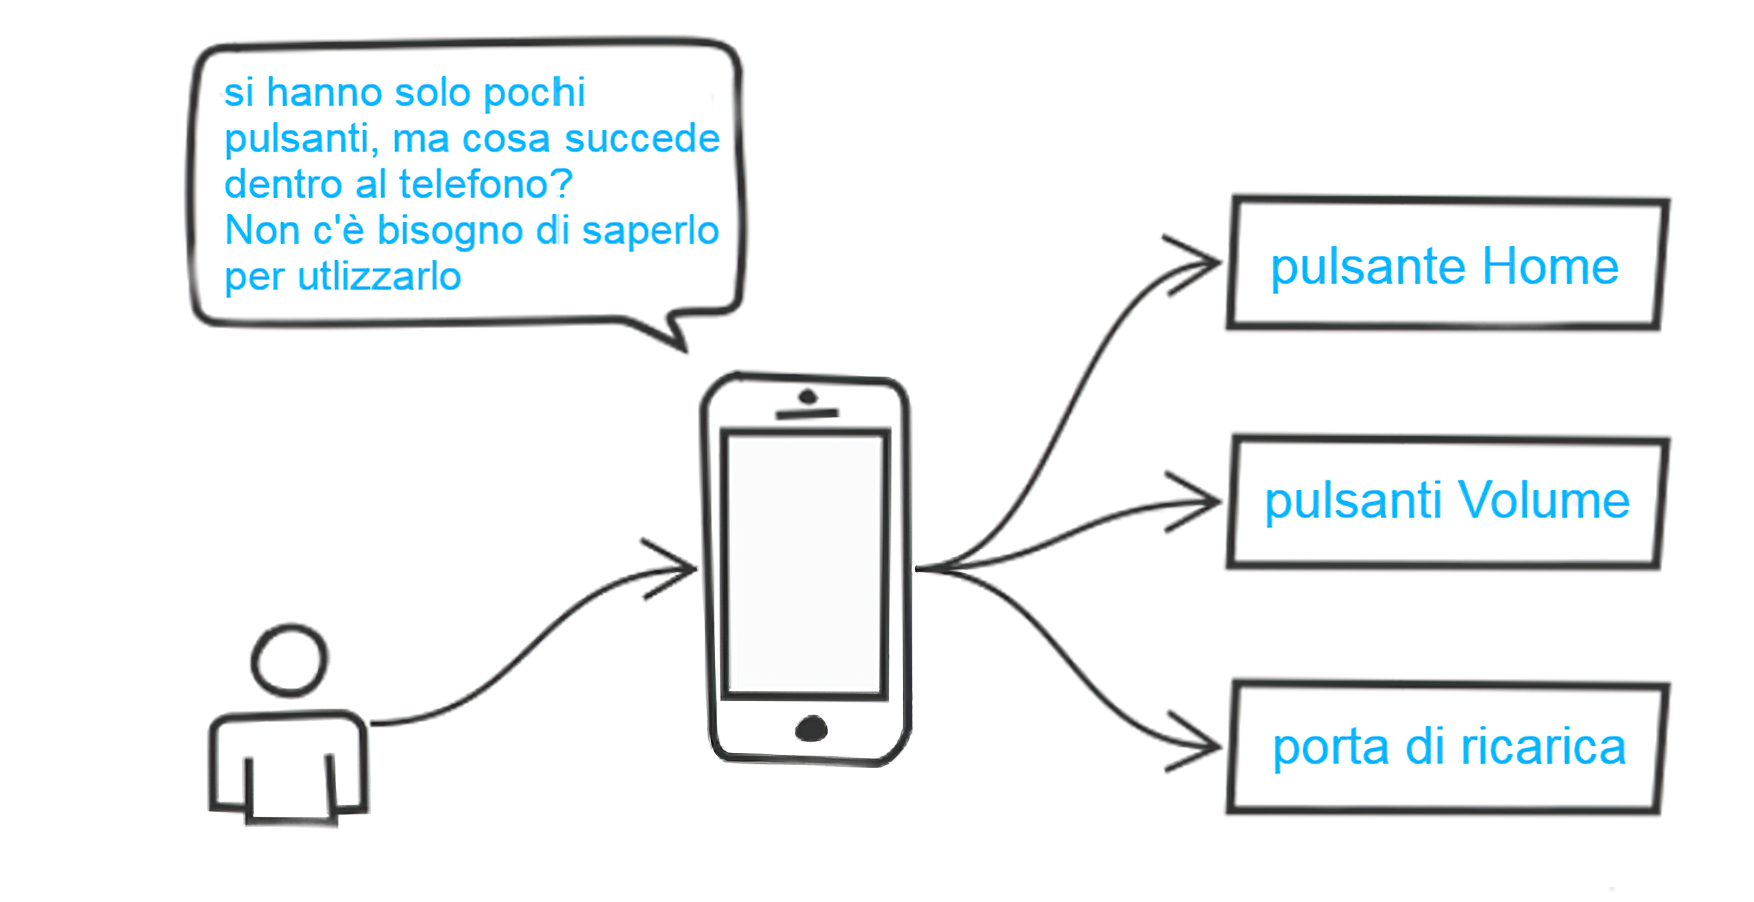 si hanno solo pochi
pulsanti, ma cosa succede
dentro al telefono?
Non c'è bisogno di saperlo
per utlizzarlo
pulsante Home
pulsanti Volume
porta di ricarica